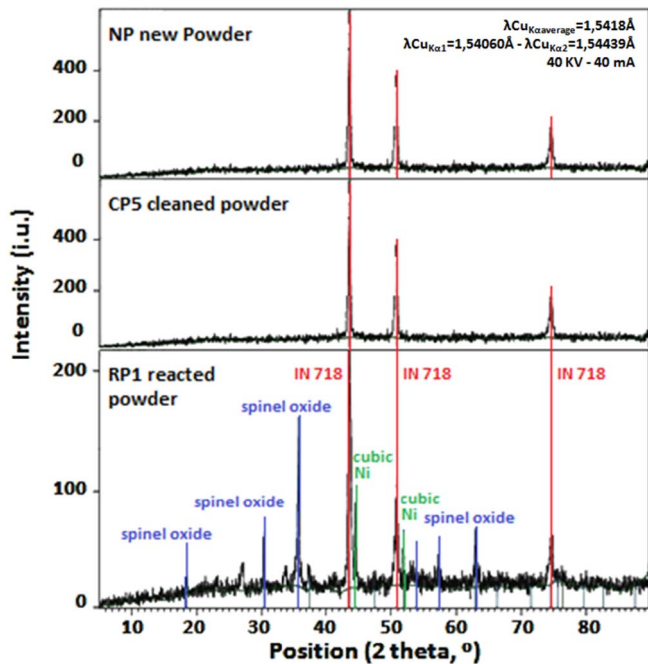 NP new Powder
λCuKαaverage=1,5418Å
λCuKα1=1,54060Å - λCuKα2=1,54439Å
40 KV - 40 mA
400
200
0
CP5 cleaned powder
400
200
0
Intensity (i.u.)
RP1 reacted
powder
IN 718
IN 718
IN 718
200
spinel oxide
cubic
Ni
spinel oxide
cubic
Ni
spinel oxide
spinel oxide
100
0
10 20 30 40 50 60 70 80
Position (2 theta, º)